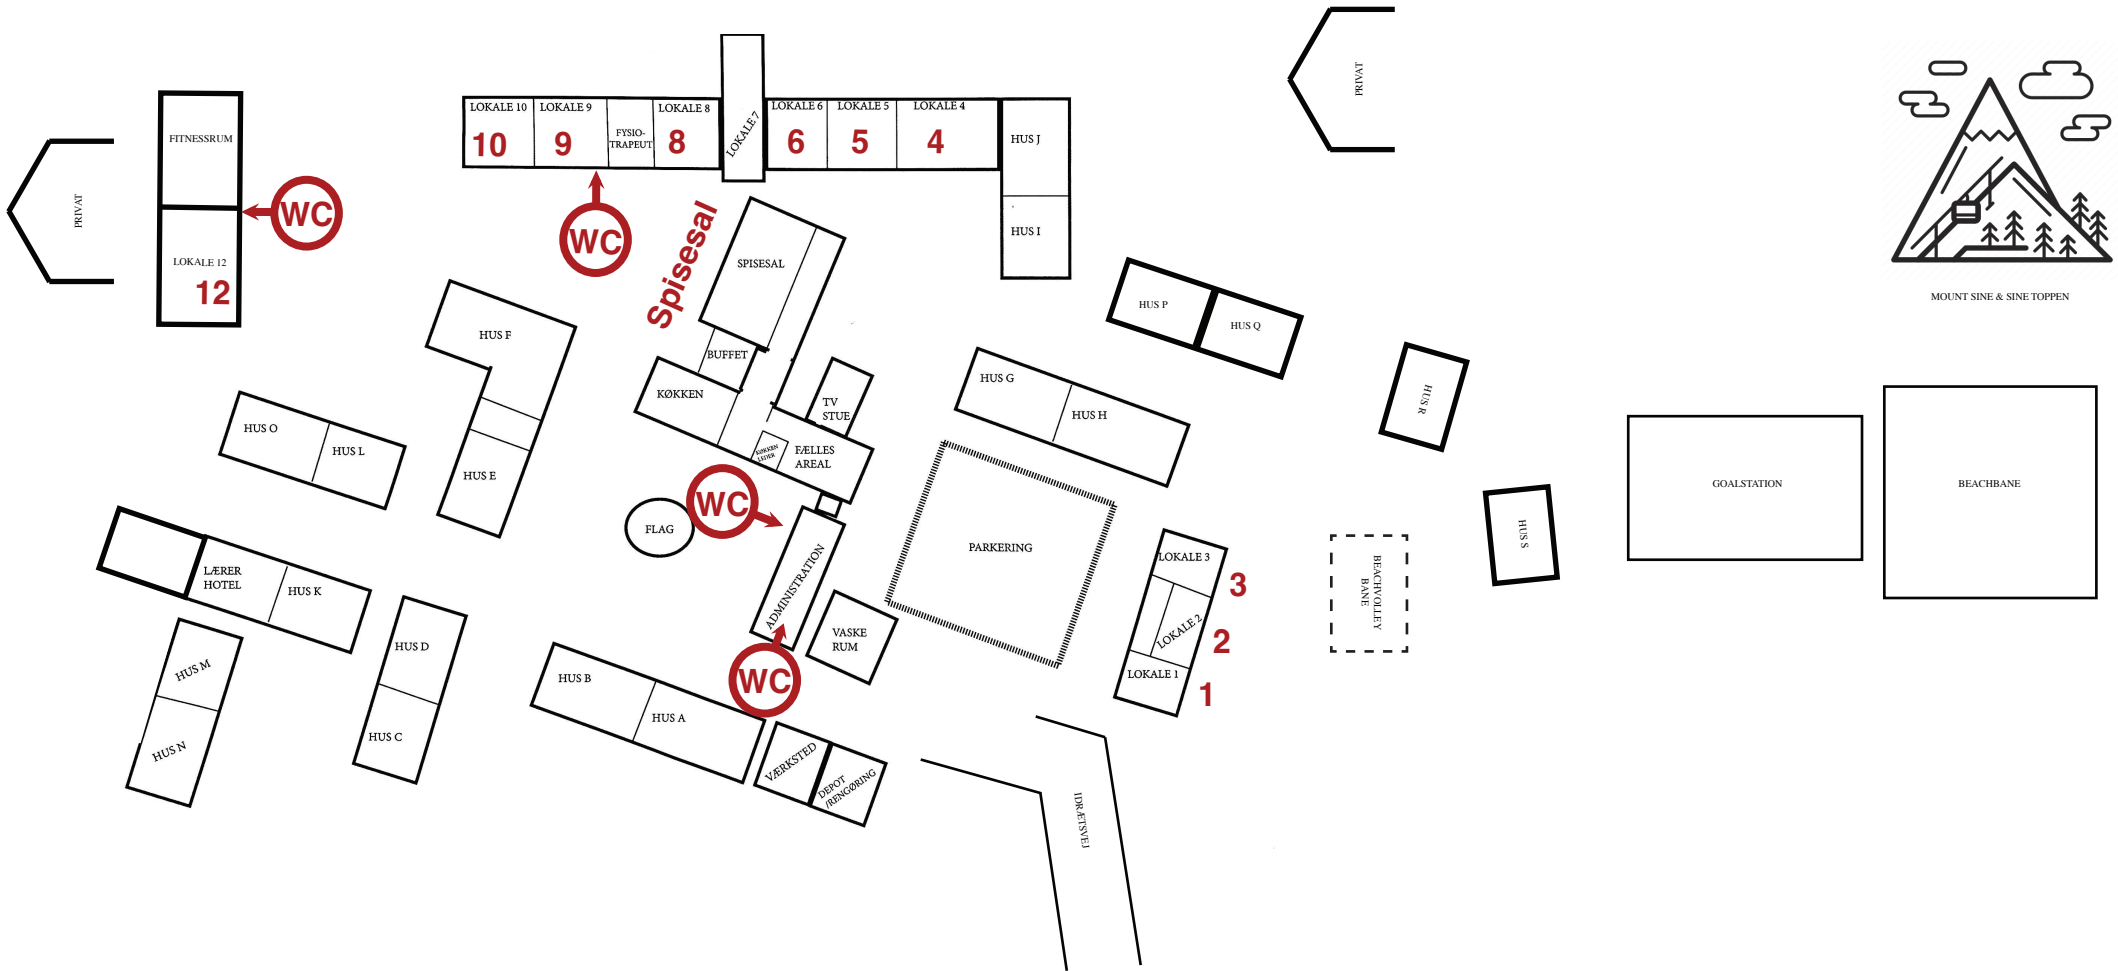 PRIVAT
FITNESSRUM
WC
LOKALE 12
12
LOKALE 10
10
LOKALE 9
9
FYSIO-
TRAPEUT
LOKALE 8
8
LOKALE 7
LOKALE 6
6
LOKALE 5
5
LOKALE 4
4
HUS J
HUS I
WC
Spisesal
SPISESAL
BUFFET
KØKKEN
TV
STUE
KØKKEN
LEDER
FÆLLES
AREAL
PRIVAT
MOUNT SINE & SINE TOPPEN
HUS P
HUS Q
HUS R
HUS S
HUS G
HUS H
GOALSTATION
BEACHBANE
BEACHVOLLEY
BANE
HUS F
HUS E
HUS O
HUS L
LÆRER
HOTEL
HUS K
HUS M
HUS N
HUS D
HUS C
FLAG
WC
ADMINISTRATION
WC
VASKE
RUM
PARKERING
LOKALE 3
3
LOKALE 2
2
LOKALE 1
1
HUS B
HUS A
VÆRKSTED
DEPOT
/RENGØRING
IDRÆTSVEJ